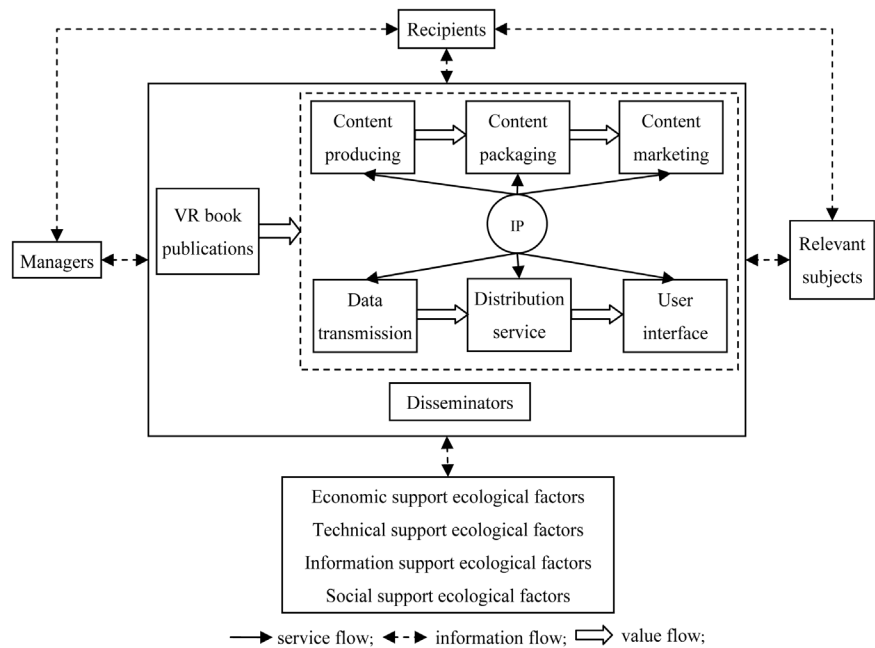 Recipients
Content
producing
Content
packaging
Content
marketing
VR book
publications
IP
Managers
Relevant
subjects
Data
transmission
Distribution
service
User
interface
Disseminators
Economic support ecological factors
Technical support ecological factors
Information support ecological factors
Social support ecological factors
service flow; information flow; value flow;